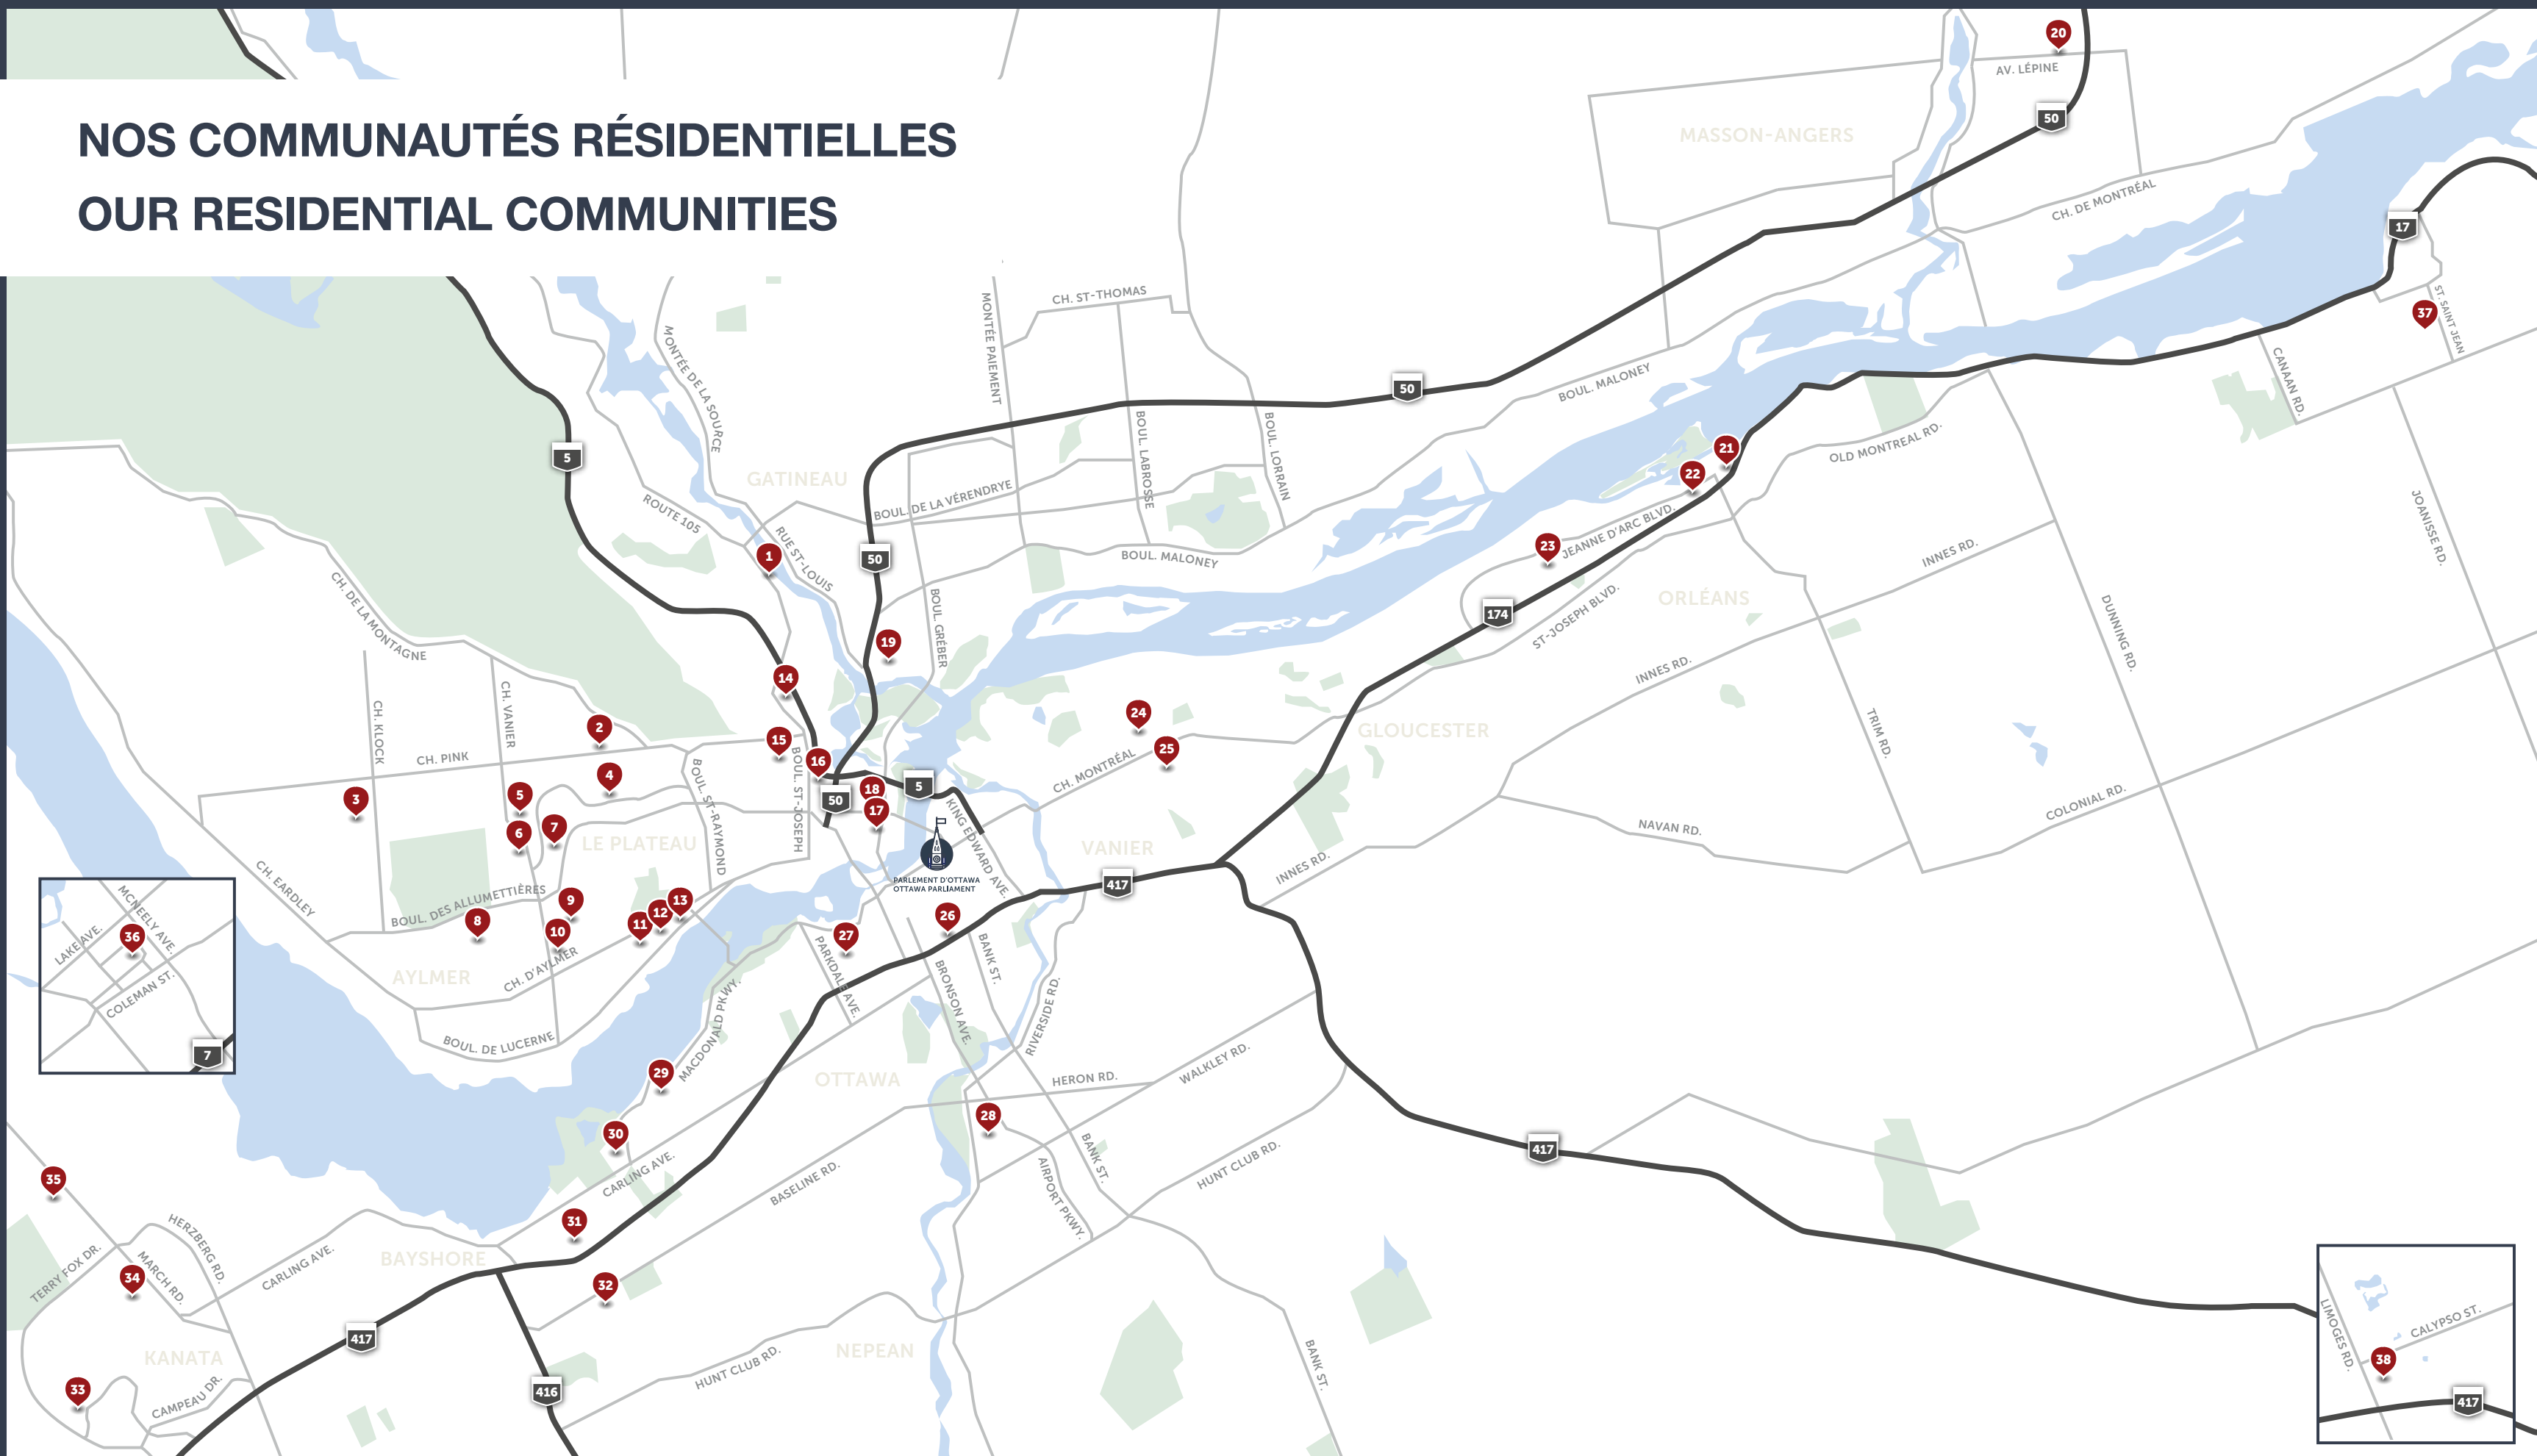 NOS COMMUNAUTÉS RÉSIDENTIELLES
OUR RESIDENTIAL COMMUNITIES
20
AV. LÉPINE
50
MASSON-ANGERS
CH. DE MONTRÉAL
17
37
ST. SAINT JEAN
CANAAN RD.
CH. ST-THOMAS
MONTÉE PAIEMENT
MONTÉE DE LA SOURCE
50
BOUL. MALONEY
BOUL. LABROSSE
BOUL. LORRAIN
5
GATINEAU
ROUTE 105
BOUL. DE LA VÉRENDRYE
RUE ST-LOUIS
1
50
BOUL. MALONEY
21
22
OLD MONTREAL RD.
23
JEANNE D'ARC BLVD.
INNES RD.
JOANISSE RD.
174
ST-JOSEPH BLVD.
ORLÉANS
DUNNING RD.
CH. DE LA MONTAGNE
BOUL. GRÉBER
19
14
INNES RD.
TRIM RD.
CH. KLOCK
CH. VANIER
2
15
16
24
25
GLOUCESTER
CH. PINK
4
BOUL. ST-RAYMOND
BOUL. ST-JOSEPH
18
5
CH. MONTRÉAL
3
5
50
17
KING EDWARD AVE.
COLONIAL RD.
6
7
LE PLATEAU
VANIER
NAVAN RD.
PARLEMENT D'OTTAWA
OTTAWA PARLIAMENT
417
INNES RD.
CH. EARDLEY
BOUL. DES ALLUMETTIÈRES
8
9
10
11
12
13
26
27
MCNEELY AVE.
36
LAKE AVE.
COLEMAN ST.
7
AYLMER
CH. D'AYLMER
PARKDALE AVE.
BRONSON AVE.
BANK ST.
RIVERSIDE RD.
BOUL. DE LUCERNE
MACDONALD PKWY.
29
OTTAWA
HERON RD.
WALKLEY RD.
28
30
CARLING AVE.
BASELINE RD.
AIRPORT PKWY.
BANK ST.
HUNT CLUB RD.
417
35
HERZBERG RD.
31
TERRY FOX DR.
34
MARCH RD.
CARLING AVE.
BAYSHORE
32
417
KANATA
NEPEAN
BANK ST.
33
CAMPEAU DR.
416
HUNT CLUB RD.
LIMOGES RD.
CALYPSO ST.
38
417